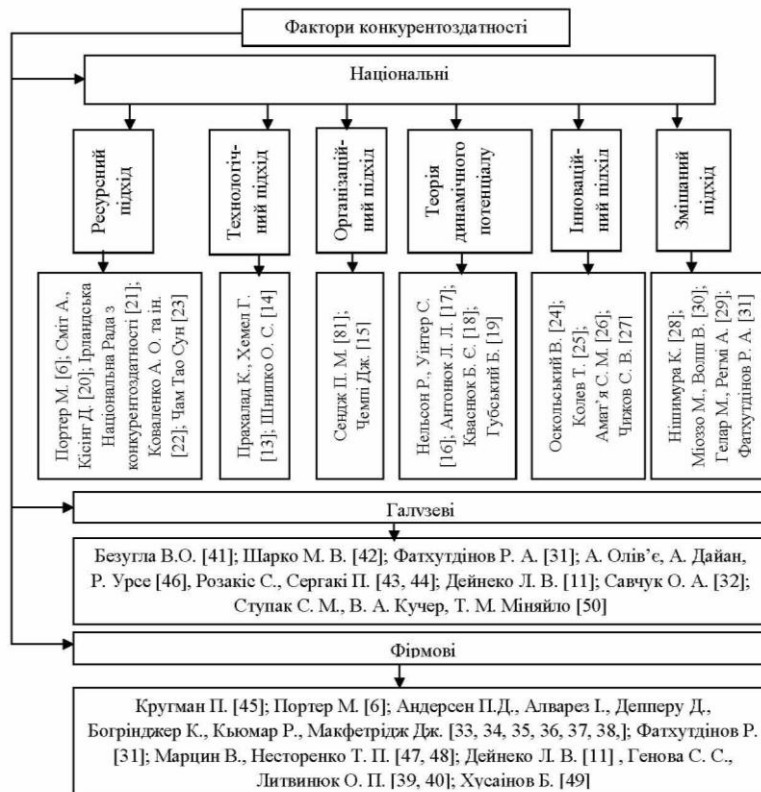 Фактори конкурентоздатності
Національні
Ресурсний
підхід
Технологіч-
ний підхід
Організацій-
ний підхід
Теорія
динамічного
потенціалу
Інновацій-
ний підхід
Змішаний
підхід
Портер М. [6]; Сміт А.,
Кісінг Д. [20]; Ірландська
Національна Рада з
конкурентоздатності [21];
Коваленко А. О. та ін.
[22]; Чам Тао Сун [23]
Прахалад К., Хемел Г.
[13]; Шнипко О. С. [14]
Сендж П. М. [81];
Чемпі Дж. [15]
Нельсон Р., Уінтер С.
[16]; Антонюк Л. Л. [17];
Кваснюк Б. Є. [18];
Губський Б. [19]
Оскольський В. [24];
Колев Т. [25];
Амат’я С. М. [26];
Чижов С. В. [27]
Нішимура К. [28];
Міоззо М., Волш В. [30];
Гелар М., Регмі А. [29];
Фатхутдінов Р. А. [31]
Галузеві
Безугла В.О. [41]; Шарко М. В. [42]; Фатхутдінов Р. А. [31]; А. Олів’є, А. Дайан,
Р. Урсе [46], Розакіс С., Сергакі П. [43, 44]; Дейнеко Л. В. [11]; Савчук О. А. [32];
Ступак С. М., В. А. Кучер, Т. М. Міняйло [50]
Фірмові
Кругман П. [45]; Портер М. [6]; Андерсен П.Д., Алварез І., Депперу Д.,
Богрінджер К., Кьюмар Р., Макфетрідж Дж. [33, 34, 35, 36, 37, 38,]; Фатхутдінов Р.
[31]; Марцин В., Несторенко Т. П. [47, 48]; Дейнеко Л. В. [11] , Генова С. С.,
Литвинюк О. П. [39, 40]; Хусаінов Б. [49]